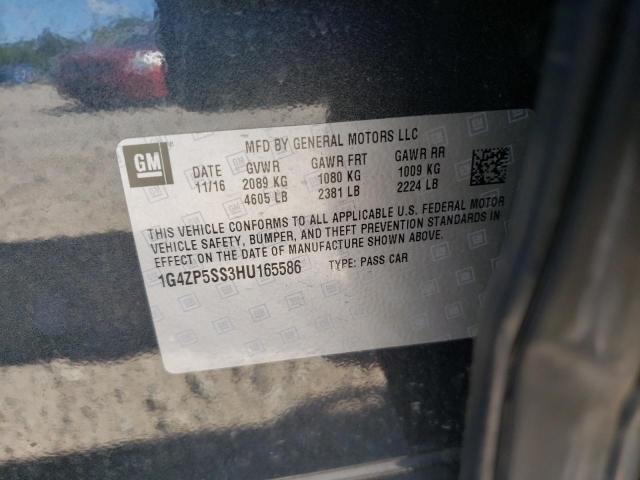 GM
MFD BY GENERAL MOTORS LLC
DATE GVWR GAWR FRT GAWR RR
11/16 2089 KG 1080 KG 1009 KG
4605 LB 2381 LB 2224 LB
THIS VEHICLE CONFORMS TO ALL APPLICABLE U.S. FEDERAL MOTOR
VEHICLE SAFETY, BUMPER, AND THEFT PREVENTION STANDARDS IN
EFFECT ON THE DATE OF MANUFACTURE SHOWN ABOVE.
1G4ZP5SS3HU165586 TYPE: PASS CAR